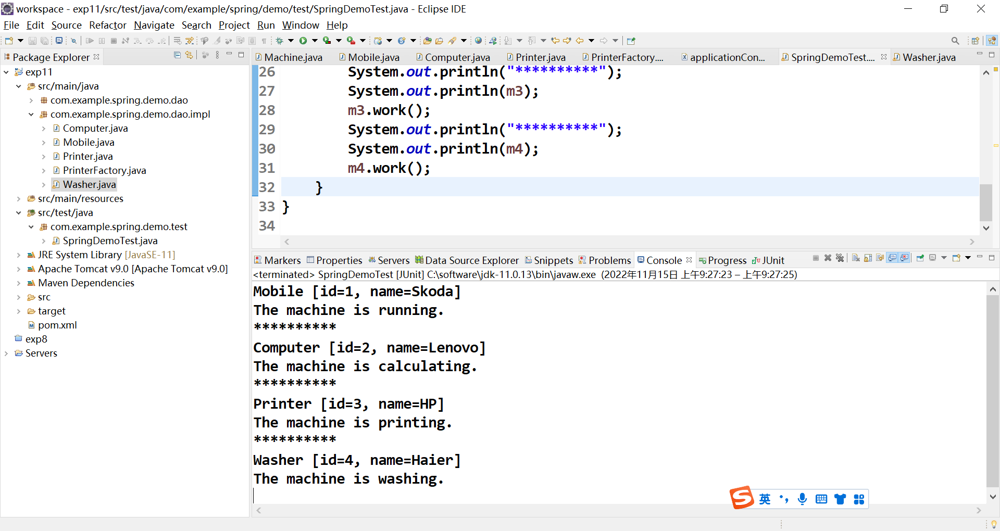 workspace - exp11/src/test/java/com/example/spring/demo/test/SpringDemoTest.java - Eclipse IDE
File Edit Source Refactor Navigate Search Project Run Window Help
Package Explorer
exp11
src/main/java
com.example.spring.demo.dao
com.example.spring.demo.dao.impl
Computer.java
Mobile.java
Printer.java
PrinterFactory.java
Washer.java
src/main/resources
src/test/java
com.example.spring.demo.test
SpringDemoTest.java
JRE System Library [JavaSE-11]
Apache Tomcat v9.0 [Apache Tomcat v9.0]
Maven Dependencies
src
target
pom.xml
exp8
Servers
Machine.java Mobile.java Computer.java Printer.java PrinterFactory.... applicationCon... SpringDemoTest.... Washer.java
26 System.out.println("**********");
27 System.out.println(m3);
28 m3.work();
29 System.out.println("**********");
30 System.out.println(m4);
31 m4.work();
32 }
33 }
34
Markers Properties Servers Data Source Explorer Snippets Problems Console Progress JUnit
<terminated> SpringDemoTest [JUnit] C:\software\jdk-11.0.13\bin\javaw.exe (2022年11月15日 上午9:27:23 – 上午9:27:25)
Mobile [id=1, name=Skoda]
The machine is running.
**********
Computer [id=2, name=Lenovo]
The machine is calculating.
**********
Printer [id=3, name=HP]
The machine is printing.
**********
Washer [id=4, name=Haier]
The machine is washing.
S 英